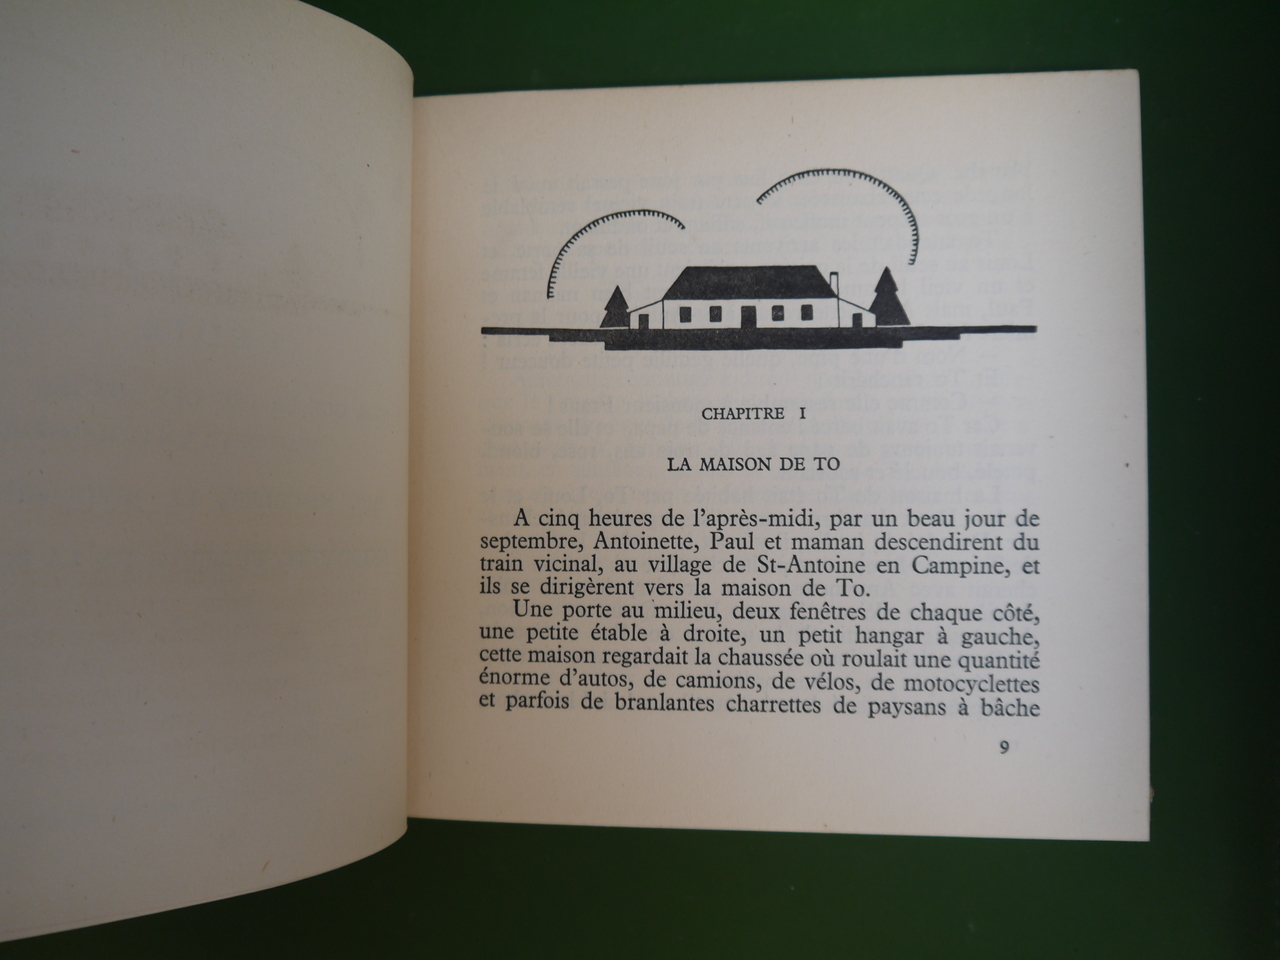 CHAPITRE I
LA MAISON DE TO
A cinq heures de l'après-midi, par un beau jour de
septembre, Antoinette, Paul et maman descendirent du
train vicinal, au village de St-Antoine en Campine, et
ils se dirigèrent vers la maison de To.
Une porte au milieu, deux fenêtres de chaque côté,
une petite étable à droite, un petit hangar à gauche,
cette maison regardait la chaussée où roulait une quantité
énorme d'autos, de camions, de vélos, de motocyclettes
et parfois de branlantes charrettes de paysans à bâche
9